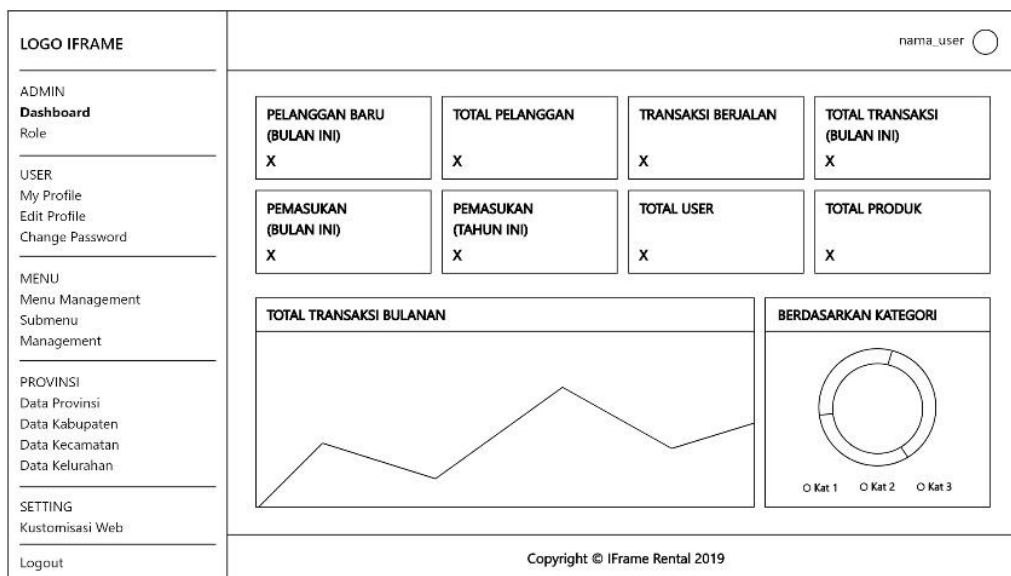 LOGO IFRAME
nama_user
ADMIN
Dashboard
Role
USER
My Profile
Edit Profile
Change Password
MENU
Menu Management
Submenu
Management
PROVINSI
Data Provinsi
Data Kabupaten
Data Kecamatan
Data Kelurahan
SETTING
Kustomisasi Web
Logout
PELANGGAN BARU
(BULAN INI)
X
TOTAL PELANGGAN
X
TRANSAKSI BERJALAN
X
TOTAL TRANSAKSI
(BULAN INI)
X
PEMASUKAN
(BULAN INI)
X
PEMASUKAN
(TAHUN INI)
X
TOTAL USER
X
TOTAL PRODUK
X
TOTAL TRANSAKSI BULANAN
BERDASARKAN KATEGORI
Kat 1 Kat 2 Kat 3
Copyright © IFrame Rental 2019